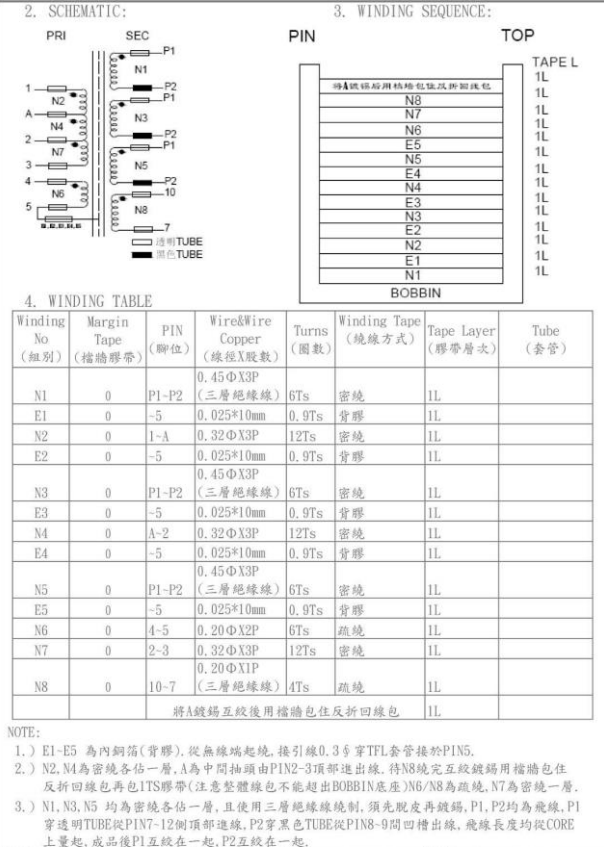 2. SCHEMATIC:
3. WINDING SEQUENCE:
PRI SEC
P1
N1
P2
1
N2
P1
A
N3
N4
2
P2
N7
P1
3
N5
4
P2
N6
10
5
N8
E1,E2,E3,E4,E5
7
透明TUBE
黑色TUBE
PIN TOP
TAPE L
1L
將A鍍錫后用檔墻包住反折回線包 1L
N8 1L
N7 1L
N6 1L
E5 1L
N5 1L
E4 1L
N4 1L
E3 1L
N3 1L
E2 1L
N2 1L
E1 1L
N1 1L
BOBBIN
4. WINDING TABLE
Winding No (組別) Margin Tape (檔牆膠帶) PIN (腳位) Wire&Wire Copper (線徑X股數) Turns (圈數) Winding Tape (繞線方式) Tape Layer (膠帶層次) Tube (套管)
N1 0 P1~P2 0.45ΦX3P (三層絕緣線) 6Ts 密繞 1L
E1 0 ~5 0.025*10mm 0.9Ts 背膠 1L
N2 0 1~A 0.32ΦX3P 12Ts 密繞 1L
E2 0 ~5 0.025*10mm 0.9Ts 背膠 1L
N3 0 P1~P2 0.45ΦX3P (三層絕緣線) 6Ts 密繞 1L
E3 0 ~5 0.025*10mm 0.9Ts 背膠 1L
N4 0 A~2 0.32ΦX3P 12Ts 密繞 1L
E4 0 ~5 0.025*10mm 0.9Ts 背膠 1L
N5 0 P1~P2 0.45ΦX3P (三層絕緣線) 6Ts 密繞 1L
E5 0 ~5 0.025*10mm 0.9Ts 背膠 1L
N6 0 4~5 0.20ΦX2P 6Ts 疏繞 1L
N7 0 2~3 0.32ΦX3P 12Ts 密繞 1L
N8 0 10~7 0.20ΦX1P (三層絕緣線) 4Ts 疏繞 1L
將A鍍錫互絞後用檔牆包住反折回線包 1L
NOTE:
1.) E1~E5 為內銅箔(背膠).從無線端起繞,接引線0.3∮穿TFL套管接於PIN5.
2.) N2,N4為密繞各佔一層,A為中間抽頭由PIN2-3頂部進出線,待N8繞完互絞鍍錫用檔牆包住
反折回線包再包1TS膠帶(注意整體線包不能超出BOBBIN底座)N6/N8為疏繞,N7為密繞一層.
3.) N1,N3,N5 均為密繞各佔一層,且使用三層絕緣線繞制,須先脫皮再鍍錫,P1,P2均為飛線,P1
穿透明TUBE從PIN7~12側頂部進線,P2穿黑色TUBE從PIN8~9間凹槽出線,飛線長度均從CORE
上量起,成品後P1互絞在一起,P2互絞在一起.